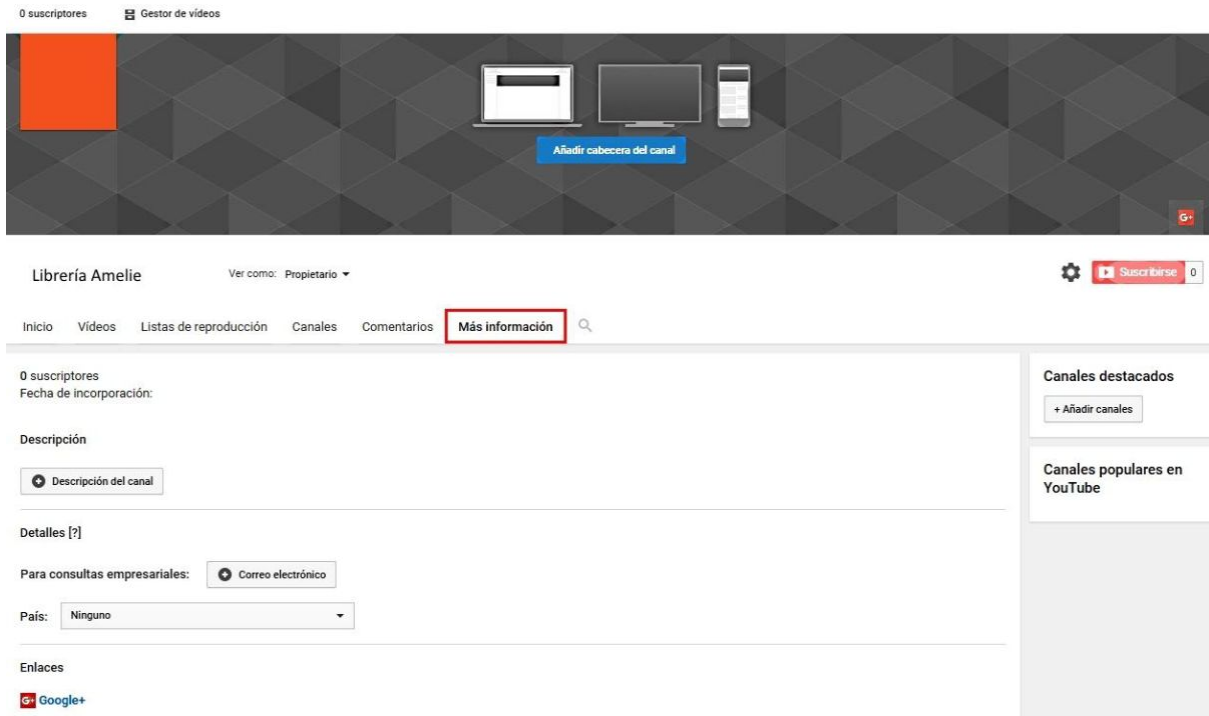 0 suscriptores Gestor de vídeos
Añadir cabecera del canal
G+
Librería Amelie Ver como: Propietario Suscribirse 0
Inicio Vídeos Listas de reproducción Canales Comentarios Más información
0 suscriptores
Fecha de incorporación:
Descripción
Descripción del canal
Detalles [?]
Para consultas empresariales: Correo electrónico
País: Ninguno
Enlaces
G+ Google+
Canales destacados
+ Añadir canales
Canales populares en
YouTube